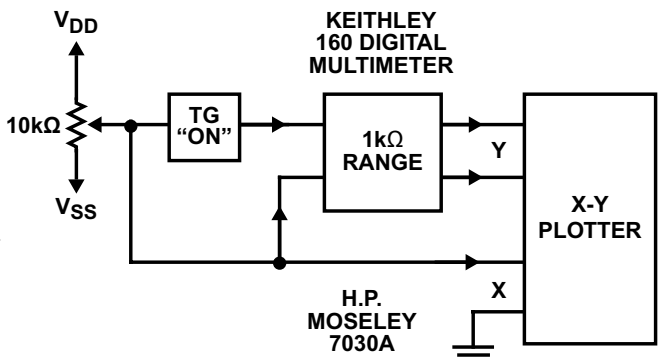 KEITHLEY
160 DIGITAL
MULTIMETER
VDD
10kΩ
VSS
TG
“ON”
1kΩ
RANGE
Y
X-Y
PLOTTER
X
H.P.
MOSELEY
7030A